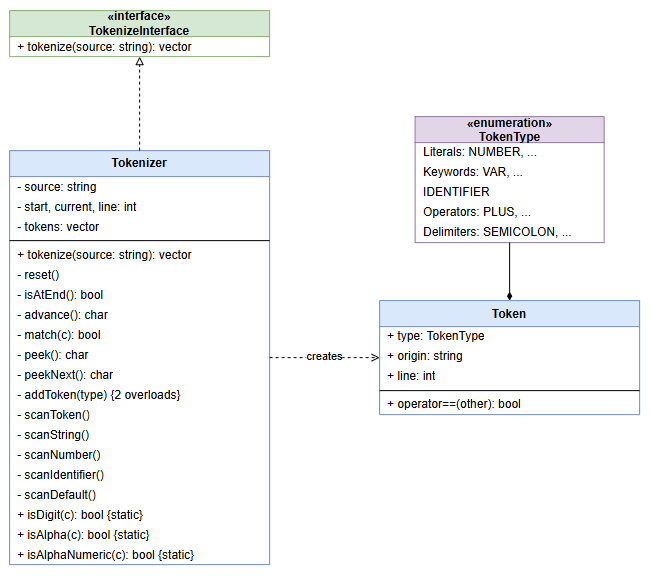 «interface»
TokenizeInterface
+ tokenize(source: string): vector
Tokenizer
- source: string
- start, current, line: int
- tokens: vector
+ tokenize(source: string): vector
- reset()
- isAtEnd(): bool
- advance(): char
- match(c): bool
- peek(): char
- peekNext(): char
- addToken(type) {2 overloads}
- scanToken()
- scanString()
- scanNumber()
- scanIdentifier()
- scanDefault()
+ isDigit(c): bool {static}
+ isAlpha(c): bool {static}
+ isAlphaNumeric(c): bool {static}
creates
«enumeration»
TokenType
Literals: NUMBER, ...
Keywords: VAR, ...
IDENTIFIER
Operators: PLUS, ...
Delimiters: SEMICOLON, ...
Token
+ type: TokenType
+ origin: string
+ line: int
+ operator==(other): bool